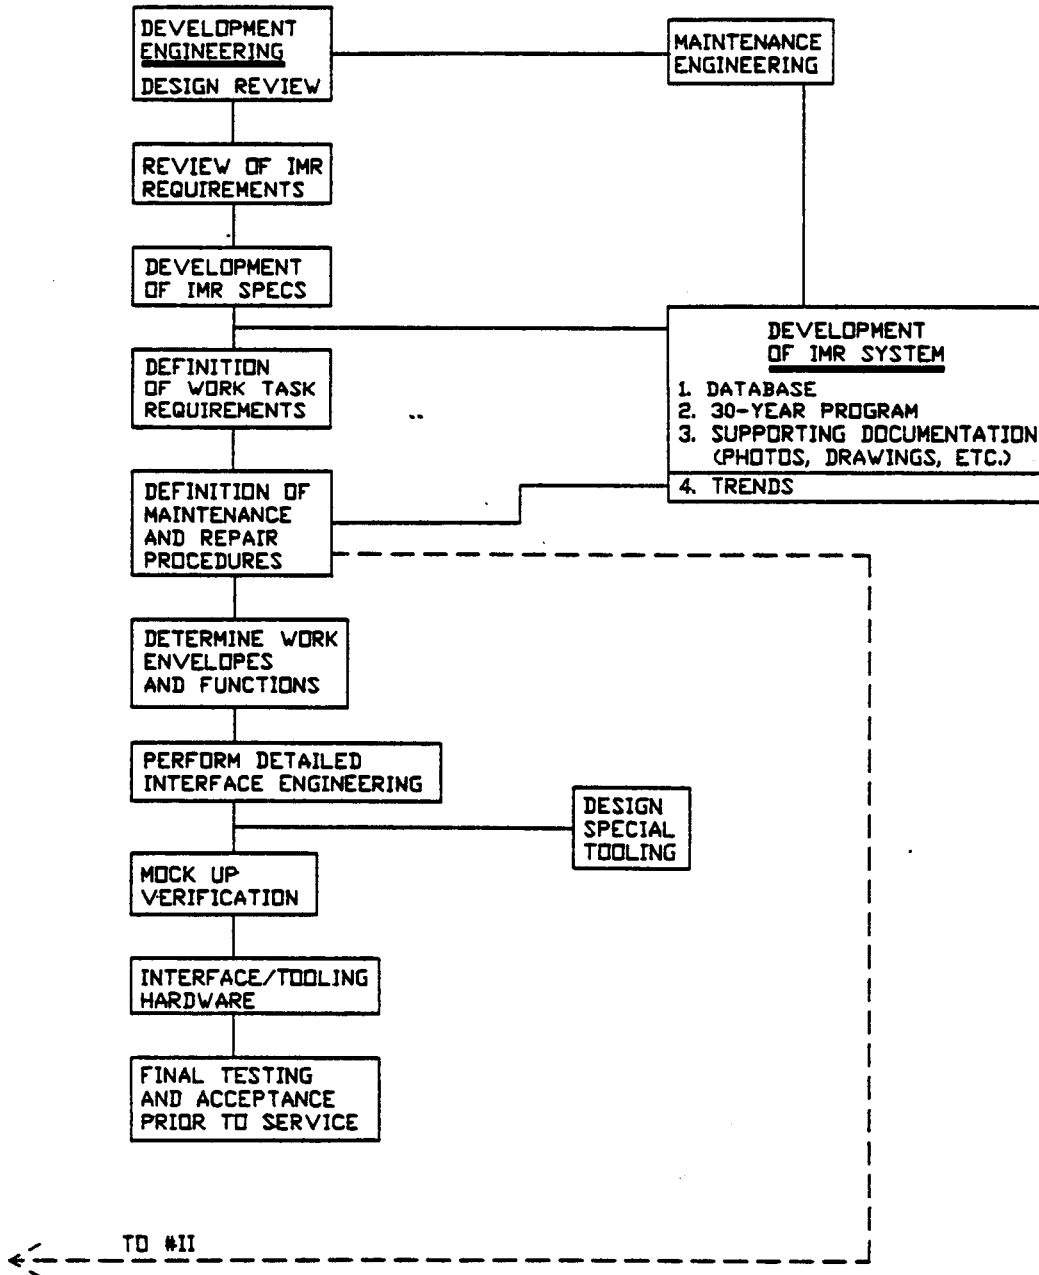 DEVELOPMENT
ENGINEERING
DESIGN REVIEW
MAINTENANCE
ENGINEERING
REVIEW OF IMR
REQUIREMENTS
DEVELOPMENT
OF IMR SPECS
DEVELOPMENT
OF IMR SYSTEM
1. DATABASE
2. 30-YEAR PROGRAM
3. SUPPORTING DOCUMENTATION
(PHOTOS, DRAWINGS, ETC.)
4. TRENDS
DEFINITION
OF WORK TASK
REQUIREMENTS
DEFINITION OF
MAINTENANCE
AND REPAIR
PROCEDURES
DETERMINE WORK
ENVELOPES
AND FUNCTIONS
PERFORM DETAILED
INTERFACE ENGINEERING
DESIGN
SPECIAL
TOOLING
MOCK UP
VERIFICATION
INTERFACE/TOOLING
HARDWARE
FINAL TESTING
AND ACCEPTANCE
PRIOR TO SERVICE
TO #II